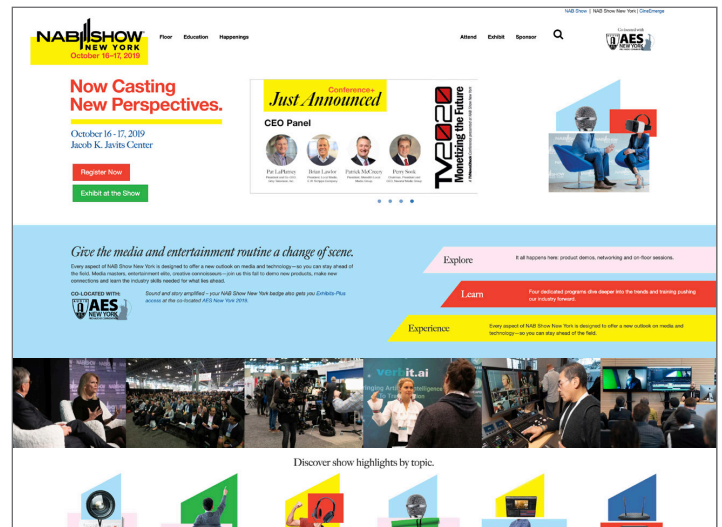 NAB Show | NAB Show New York | CineEmerge
NAB SHOW
NEW YORK
October 16–17, 2019
Floor Education Happenings
Attend Exhibit Sponsor
Co-located with
AES
NEW YORK
Now Casting
New Perspectives.
October 16 - 17, 2019
Jacob K. Javits Center
Register Now
Exhibit at the Show
Conference+
Just Announced
CEO Panel
Pat LaPlatney
Brian Lawlor
Patrick McCreery
Perry Sook
TV2020
Monetizing the Future
Give the media and entertainment routine a change of scene.
Every aspect of NAB Show New York is designed to offer a new outlook on media and technology—so you can stay ahead of
the field. Media masters, entertainment elite, creative connoisseurs—join us this fall to demo new products, make new
connections and learn the industry skills needed for what lies ahead.
CO-LOCATED WITH:
AES
NEW YORK
Sound and story amplified – your NAB Show New York badge also gets you Exhibits-Plus
access at the co-located AES New York 2019.
Explore
It all happens here: product demos, networking and on-floor sessions.
Learn
Four dedicated programs dive deeper into the trends and training pushing
our industry forward.
Experience
Every aspect of NAB Show New York is designed to offer a new outlook on media and
technology—so you can stay ahead of the field.
verbit.ai
Discover show highlights by topic.